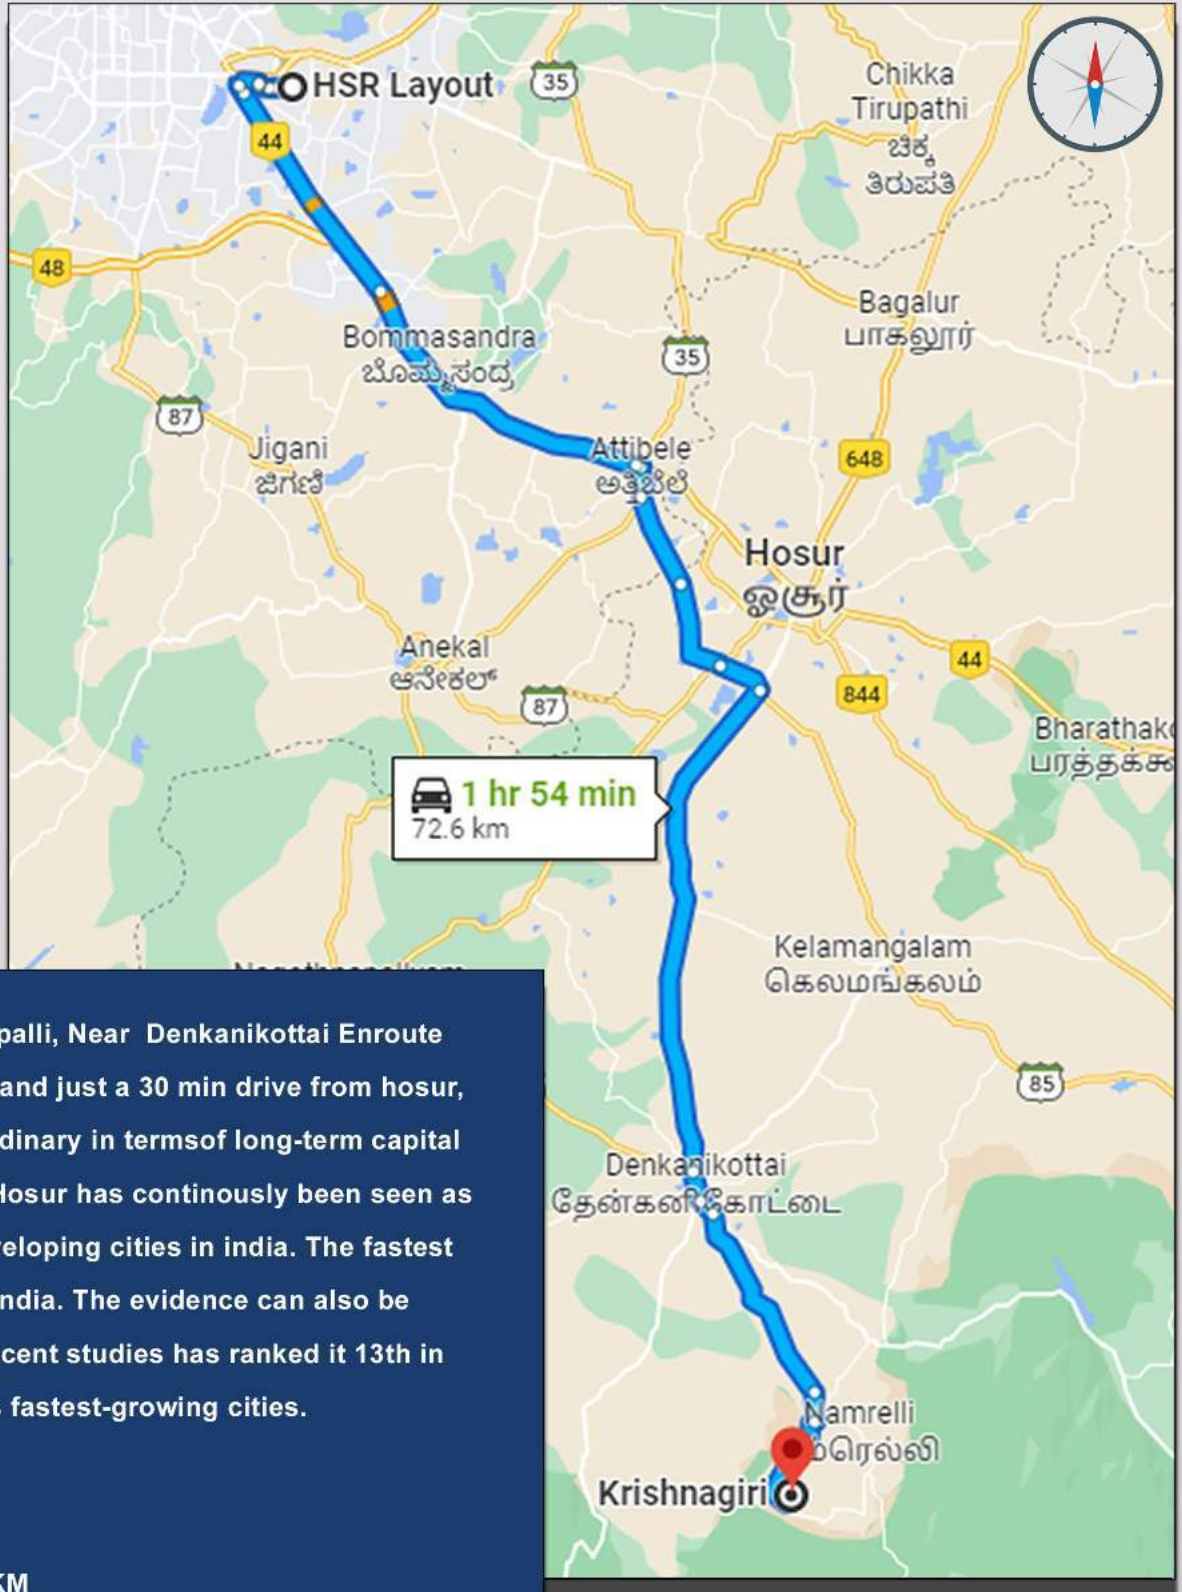 HSR Layout
35
Chikka
Tirupathi
ಚಿಕ್ಕ
ತಿರುಪತಿ
44
48
Bagalur
பாகலூர்
Bommasandra
ಬೊಮ್ಮಸಂದ್ರ
35
87
Jigani
ಜಿಗಣಿ
Attibele
ಅತ್ತಿಬೆಲೆ
648
Hosur
ஓசூர்
Anekal
ಆನೇಕಲ್
44
87
844
1 hr 54 min
72.6 km
Kelamangalam
கெலமங்கலம்
palli, Near Denkanikottai Enroute
and just a 30 min drive from hosur,
dinary in termsof long-term capital
Hosur has continously been seen as
veloping cities in india. The fastest
ndia. The evidence can also be
cent studies has ranked it 13th in
s fastest-growing cities.
KM
85
Denkanikottai
தேன்கனிகோட்டை
Namrelli
Krishnagiri